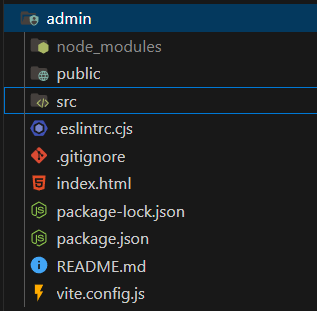 admin
node_modules
public
src
.eslintrc.cjs
.gitignore
index.html
package-lock.json
package.json
README.md
vite.config.js